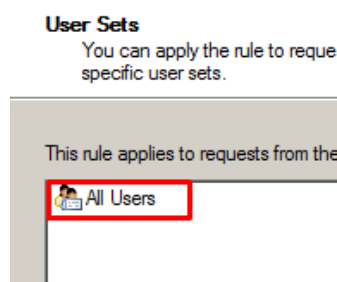 User Sets
You can apply the rule to reque
specific user sets.
This rule applies to requests from the
All Users